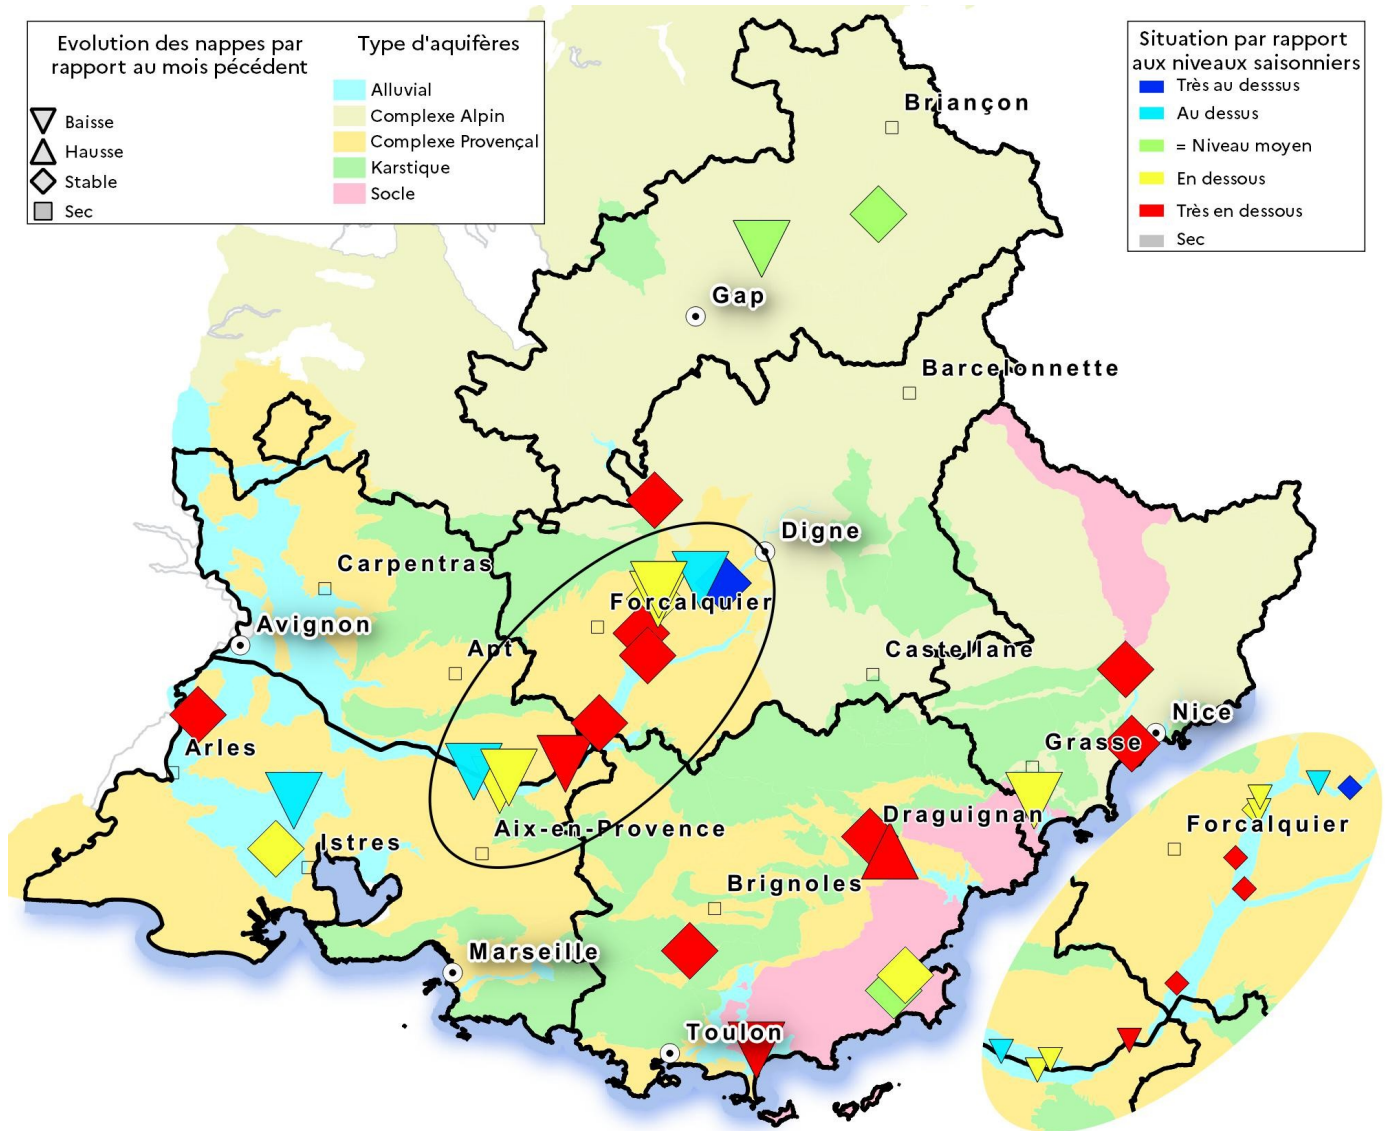 Evolution des nappes par
rapport au mois pécédent
Baisse
Hausse
Stable
Sec
Type d'aquifères
Alluvial
Complexe Alpin
Complexe Provençal
Karstique
Socle
Situation par rapport
aux niveaux saisonniers
Très au desssus
Au dessus
= Niveau moyen
En dessous
Très en dessous
Sec
Briançon
Gap
Barcelonnette
Digne
Carpentras
Forcalquier
Avignon
Apt
Castellane
Nice
Arles
Grasse
Draguignan
Aix-en-Provence
Forcalquier
Istres
Brignoles
Marseille
Toulon